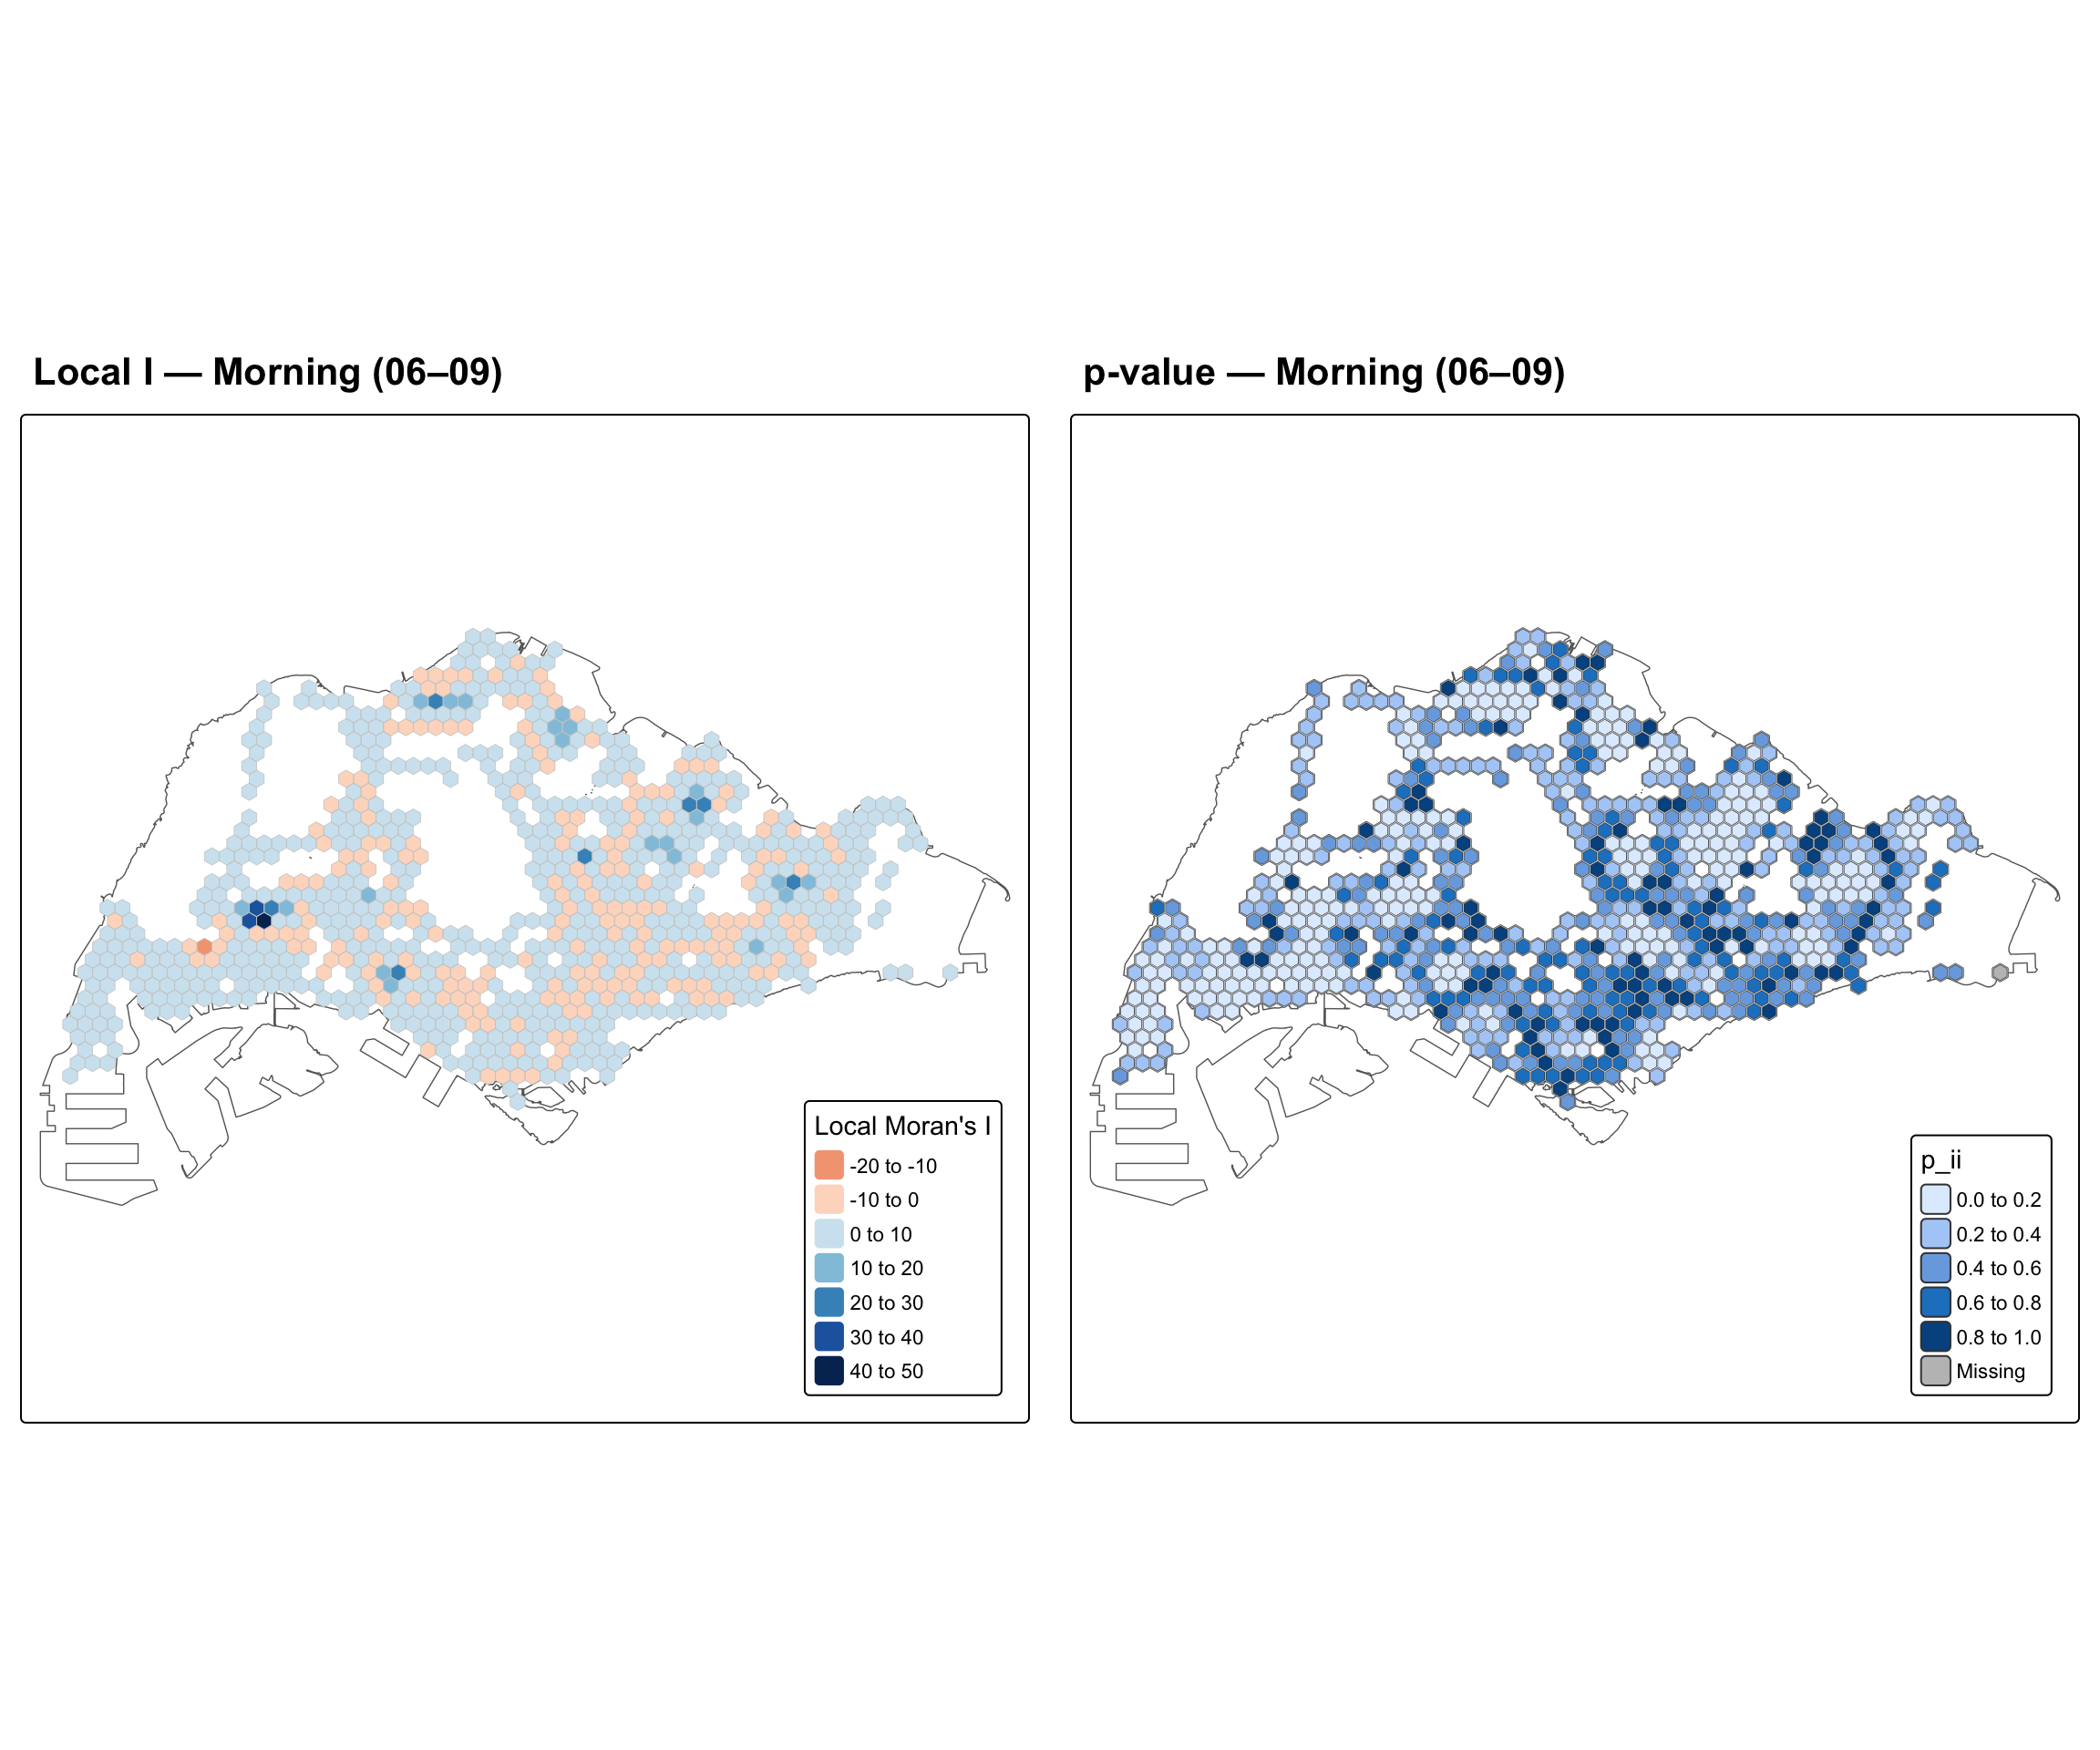 Local I — Morning (06–09)
Local Moran's I
-20 to -10
-10 to 0
0 to 10
10 to 20
20 to 30
30 to 40
40 to 50
p-value — Morning (06–09)
p_ii
0.0 to 0.2
0.2 to 0.4
0.4 to 0.6
0.6 to 0.8
0.8 to 1.0
Missing